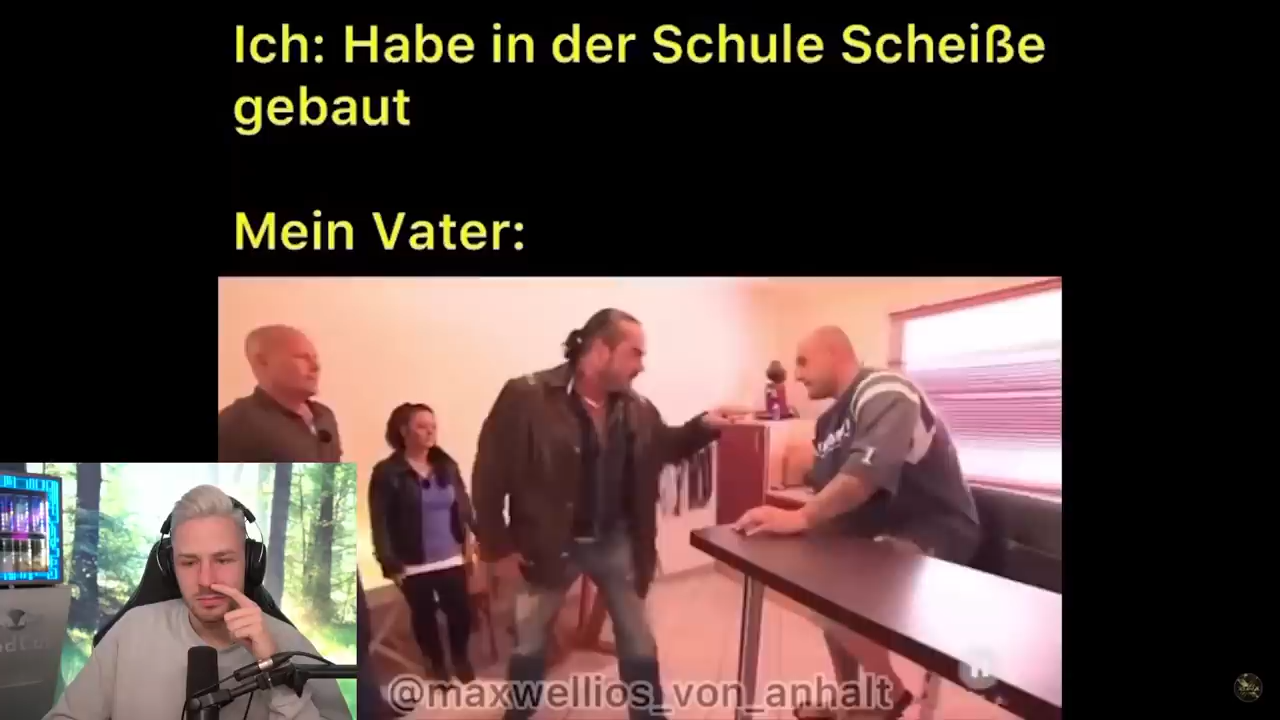 Ich: Habe in der Schule Scheiße
gebaut
Mein Vater:
@maxwellios_von_anhalt